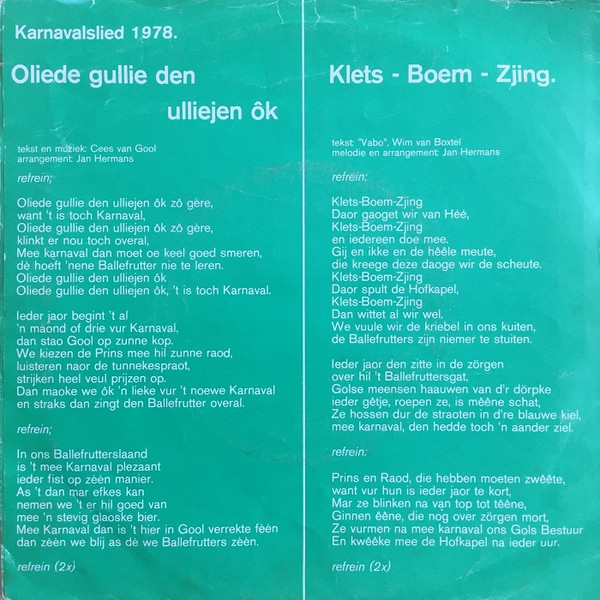 Karnavalslied 1978.
Oliede gullie den
ulliejen ôk
tekst en muziek: Cees van Gool
arrangement: Jan Hermans
refrein;
Oliede gullie den ulliejen ôk zô gère,
want 't is toch Karnaval,
Oliede gullie den ulliejen ôk zô gère,
klinkt er nou toch overal,
Mee karnaval dan moet oe keel goed smeren,
dè hoeft 'nene Ballefrutter nie te leren.
Oliede gullie den ulliejen ôk
Oliede gullie den ulliejen ôk, 't is toch Karnaval.
Ieder jaor begint 't al
'n mâônd of drie vur Karnaval,
dan stao Gool op zunne kop.
We kiezen de Prins mee hil zunne raod,
luisteren naor de tunnekespraot,
strijken heel veul prijzen op.
Dan maoke we ôk 'n lieke vur 't noewe Karnaval
en straks dan zingt den Ballefrutter overal.
refrein;
In ons Ballefrutterslaand
is 't mee Karnaval plezaant
ieder fist op zèèn manier.
As 't dan mar efkes kan
nemen we 't er hil goed van
mee 'n stevig glaoske bier.
Mee Karnaval dan is 't hier in Gool verrekte fèèn
dan zèèn we blij as dè we Ballefrutters zèèn.
refrein (2x)
Klets - Boem - Zjing.
tekst: "Vabo", Wim van Boxtel
melodie en arrangement: Jan Hermans
refrein:
Klets-Boem-Zjing
Daor gaoget wir van Héé,
Klets-Boem-Zjing
en iedereen doe mee.
Gij en ikke en de hêêle meute,
die kreege deze daoge wir de scheute.
Klets-Boem-Zjing
Daor spult de Hofkapel,
Klets-Boem-Zjing
Dan wittet al wir wel.
We vuule wir de kriebel in ons kuiten,
de Ballefrutters zijn niemer te stuiten.
Ieder jaor den zitte in de zörgen
over hil 't Ballefruttersgat,
Golse meensen haauwen van d'r dörpke
ieder gêtje, roepen ze, is mêêne schat,
Ze hossen dur de straoten in d're blauwe kiel,
mee karnaval, den hedde toch 'n aander ziel.
refrein:
Prins en Raod, die hebben moeten zwêête,
want vur hun is ieder jaor te kort,
Mar ze blinken na van top tot têêne,
Ginnen êêne, die nog over zörgen mort,
Ze vurmen na mee karnaval ons Gols Bestuur
En kwêêke mee de Hofkapel na ieder uur.
refrein (2x)